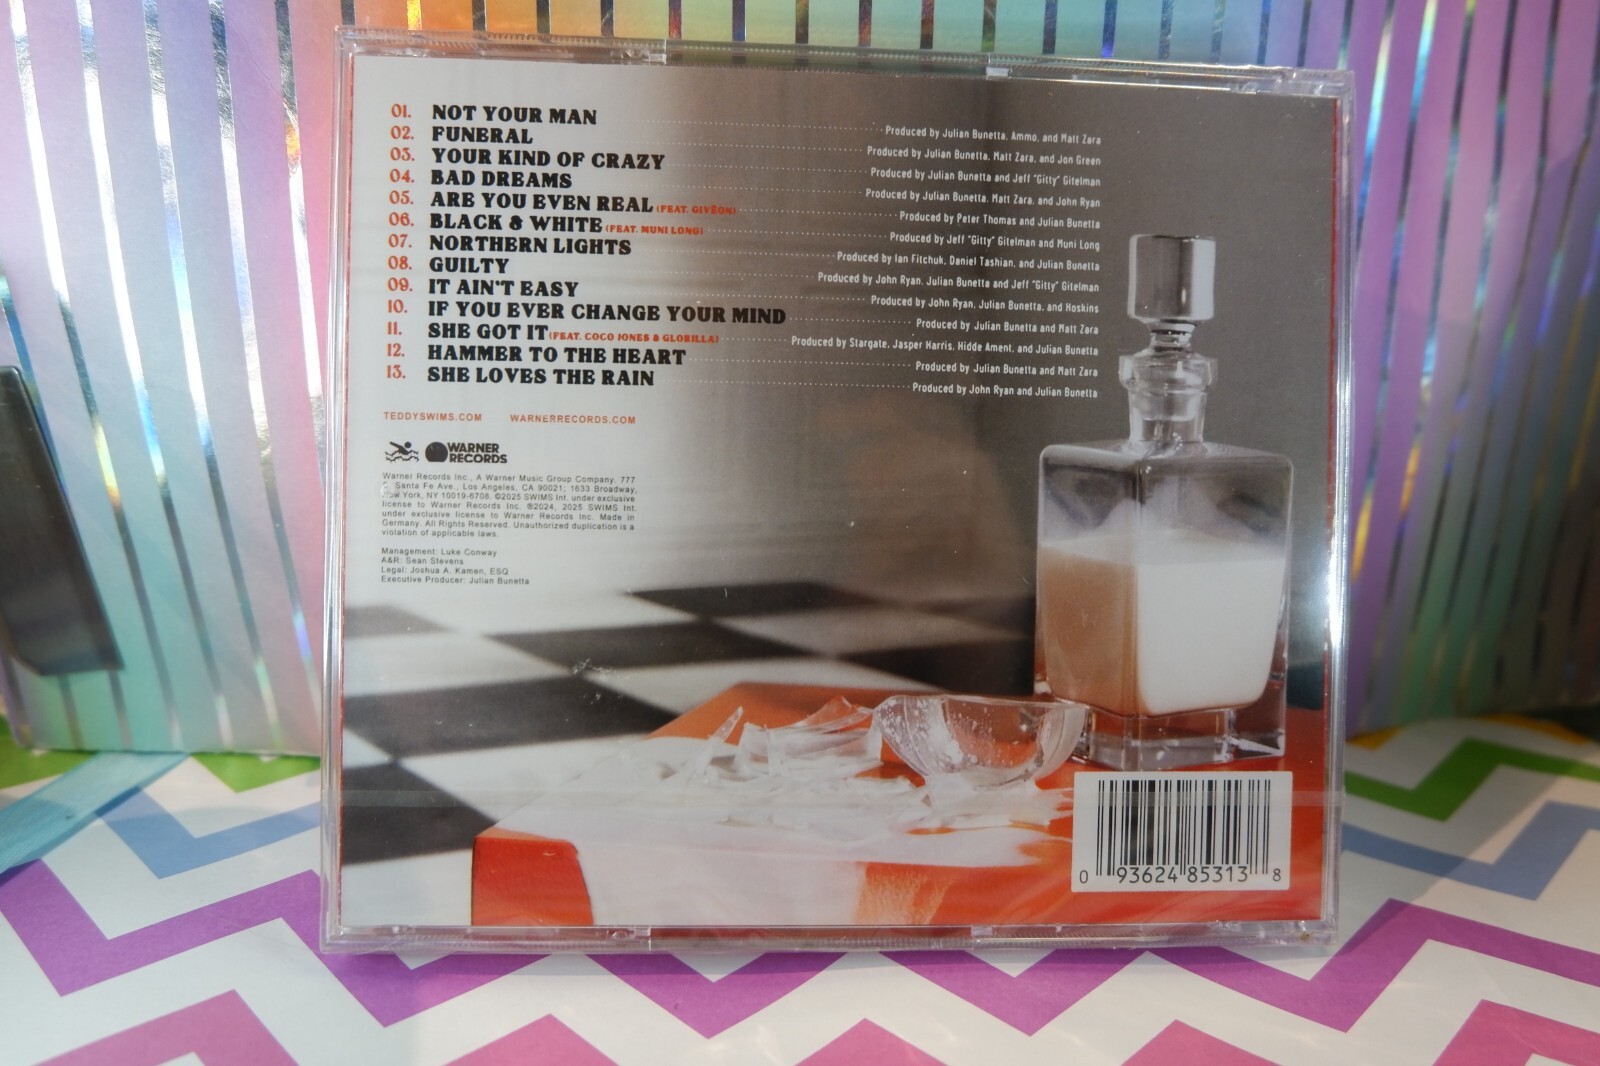 01. NOT YOUR MAN Produced by Julian Bunetta, Ammo, and Matt Zara
02. FUNERAL Produced by Julian Bunetta, Matt Zara, and Jon Green
03. YOUR KIND OF CRAZY Produced by Julian Bunetta and Jeff "Gitty" Gitelman
04. BAD DREAMS Produced by Julian Bunetta, Matt Zara, and John Ryan
05. ARE YOU EVEN REAL (FEAT. GIVĒON) Produced by Peter Thomas and Julian Bunetta
06. BLACK & WHITE (FEAT. MUNI LONG) Produced by Jeff "Gitty" Gitelman and Muni Long
07. NORTHERN LIGHTS Produced by Ian Fitchuk, Daniel Tashian, and Julian Bunetta
08. GUILTY Produced by John Ryan, Julian Bunetta and Jeff "Gitty" Gitelman
09. IT AIN'T EASY Produced by John Ryan, Julian Bunetta, and Hoskins
10. IF YOU EVER CHANGE YOUR MIND Produced by Julian Bunetta and Matt Zara
11. SHE GOT IT (FEAT. COCO JONES & GLORILLA) Produced by Stargate, Jasper Harris, Hidde Ament, and Julian Bunetta
12. HAMMER TO THE HEART Produced by Julian Bunetta and Matt Zara
13. SHE LOVES THE RAIN Produced by John Ryan and Julian Bunetta
TEDDYSWIMS.COM WARNERRECORDS.COM
WARNER
RECORDS
Warner Records Inc., A Warner Music Group Company. 777
Santa Fe Ave., Los Angeles, CA 90021; 1633 Broadway,
New York, NY 10019-6708. ©2025 SWIMS Int. under exclusive
license to Warner Records Inc. ℗2024, 2025 SWIMS Int.
under exclusive license to Warner Records Inc. Made in
Germany. All Rights Reserved. Unauthorized duplication is a
violation of applicable laws.
Management: Luke Conway
A&R: Sean Stevens
Legal: Joshua A. Kamen, ESQ
Executive Producer: Julian Bunetta
0 93624 85313 8